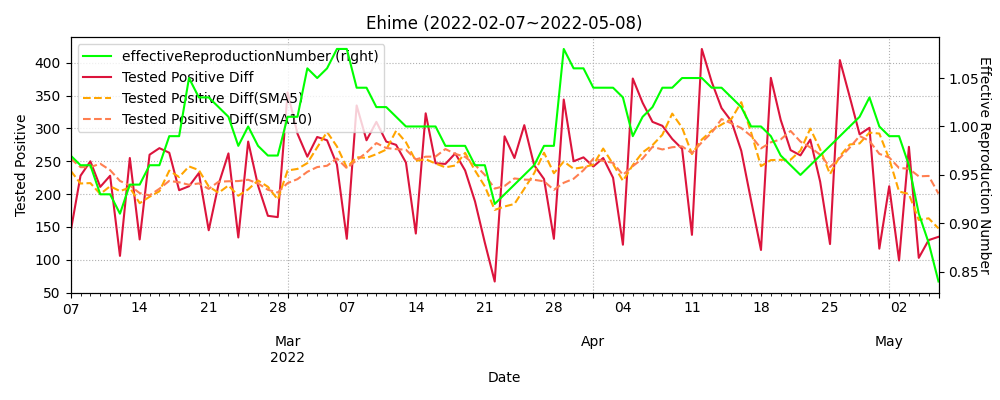 Ehime (2022-02-07~2022-05-08)
effectiveReproductionNumber (right)
Tested Positive Diff
Tested Positive Diff(SMA5)
Tested Positive Diff(SMA10)
Tested Positive
400
350
300
250
200
150
100
50
1.05
1.00
0.95
0.90
0.85
Effective Reproduction Number
07 14 21 28 07 14 21 28 04 11 18 25 02
Mar Apr May
2022
Date